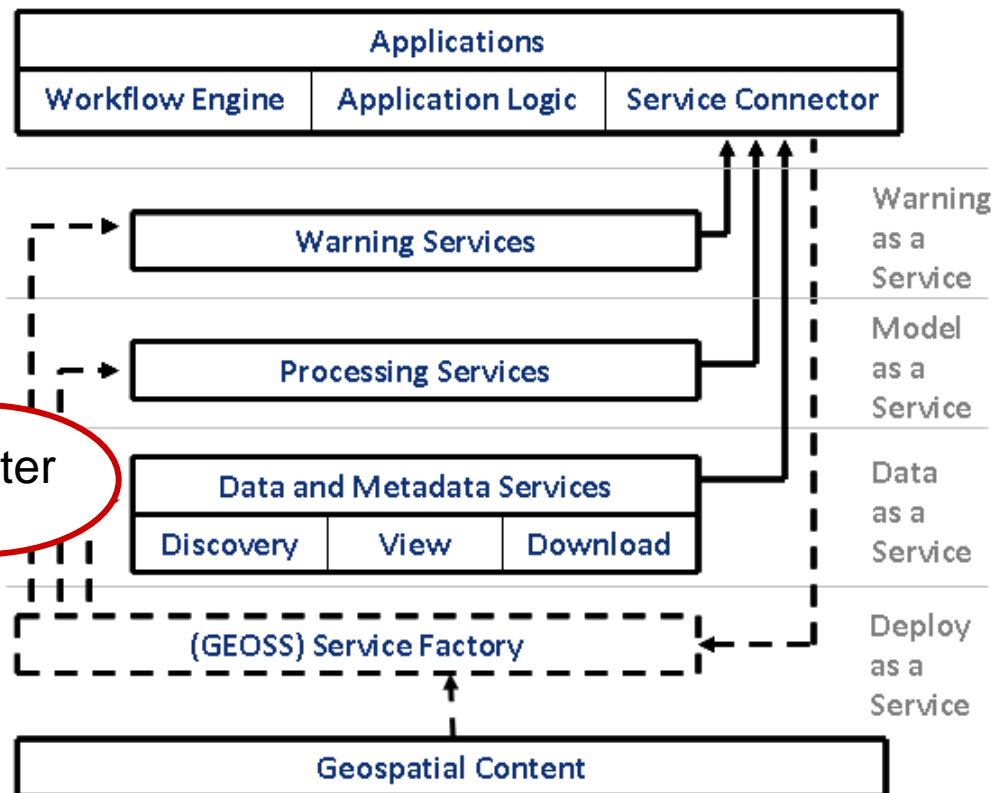 Applications
Workflow Engine
Application Logic
Service Connector
Warning Services
Warning
as a
Service
Processing Services
Model
as a
Service
Data and Metadata Services
Discovery
View
Download
Data
as a
Service
(GEOSS) Service Factory
Deploy
as a
Service
Geospatial Content